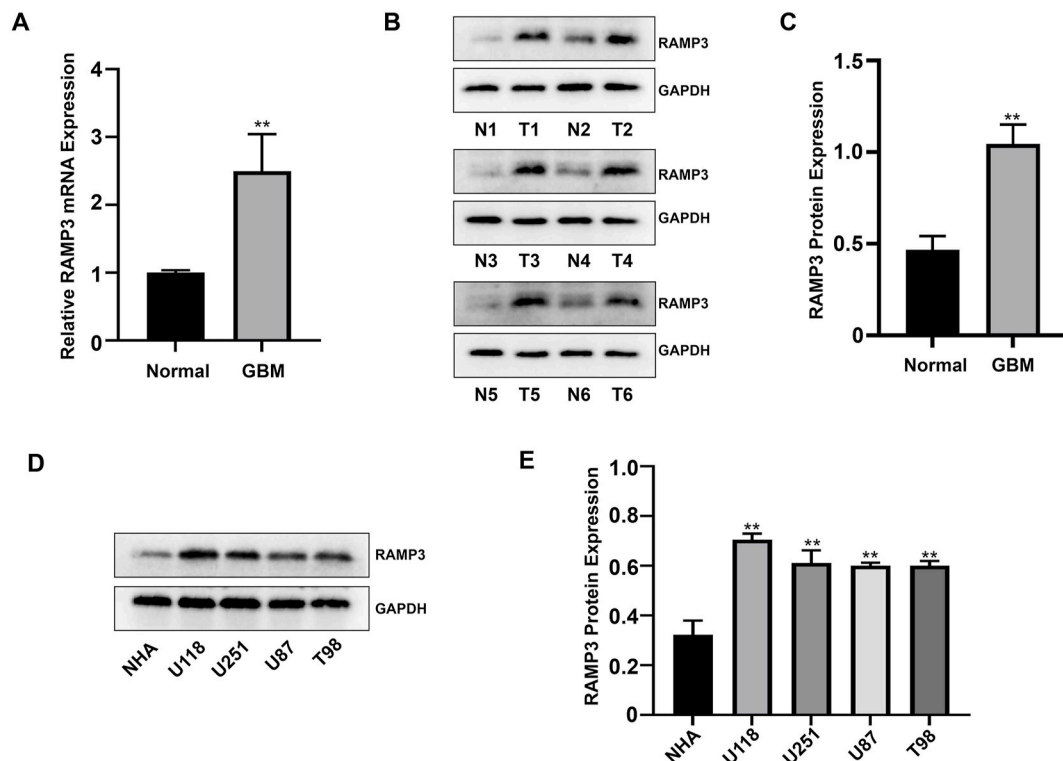 A
Relative RAMP3 mRNA Expression
4
3
2
1
0
**
Normal GBM
B
RAMP3
GAPDH
N1 T1 N2 T2
RAMP3
GAPDH
N3 T3 N4 T4
RAMP3
GAPDH
N5 T5 N6 T6
C
RAMP3 Protein Expression
1.5
1.0
0.5
0
**
Normal GBM
D
RAMP3
GAPDH
NHA U118 U251 U87 T98
E
RAMP3 Protein Expression
1.0
0.8
0.6
0.4
0.2
0
** ** ** **
NHA U118 U251 U87 T98